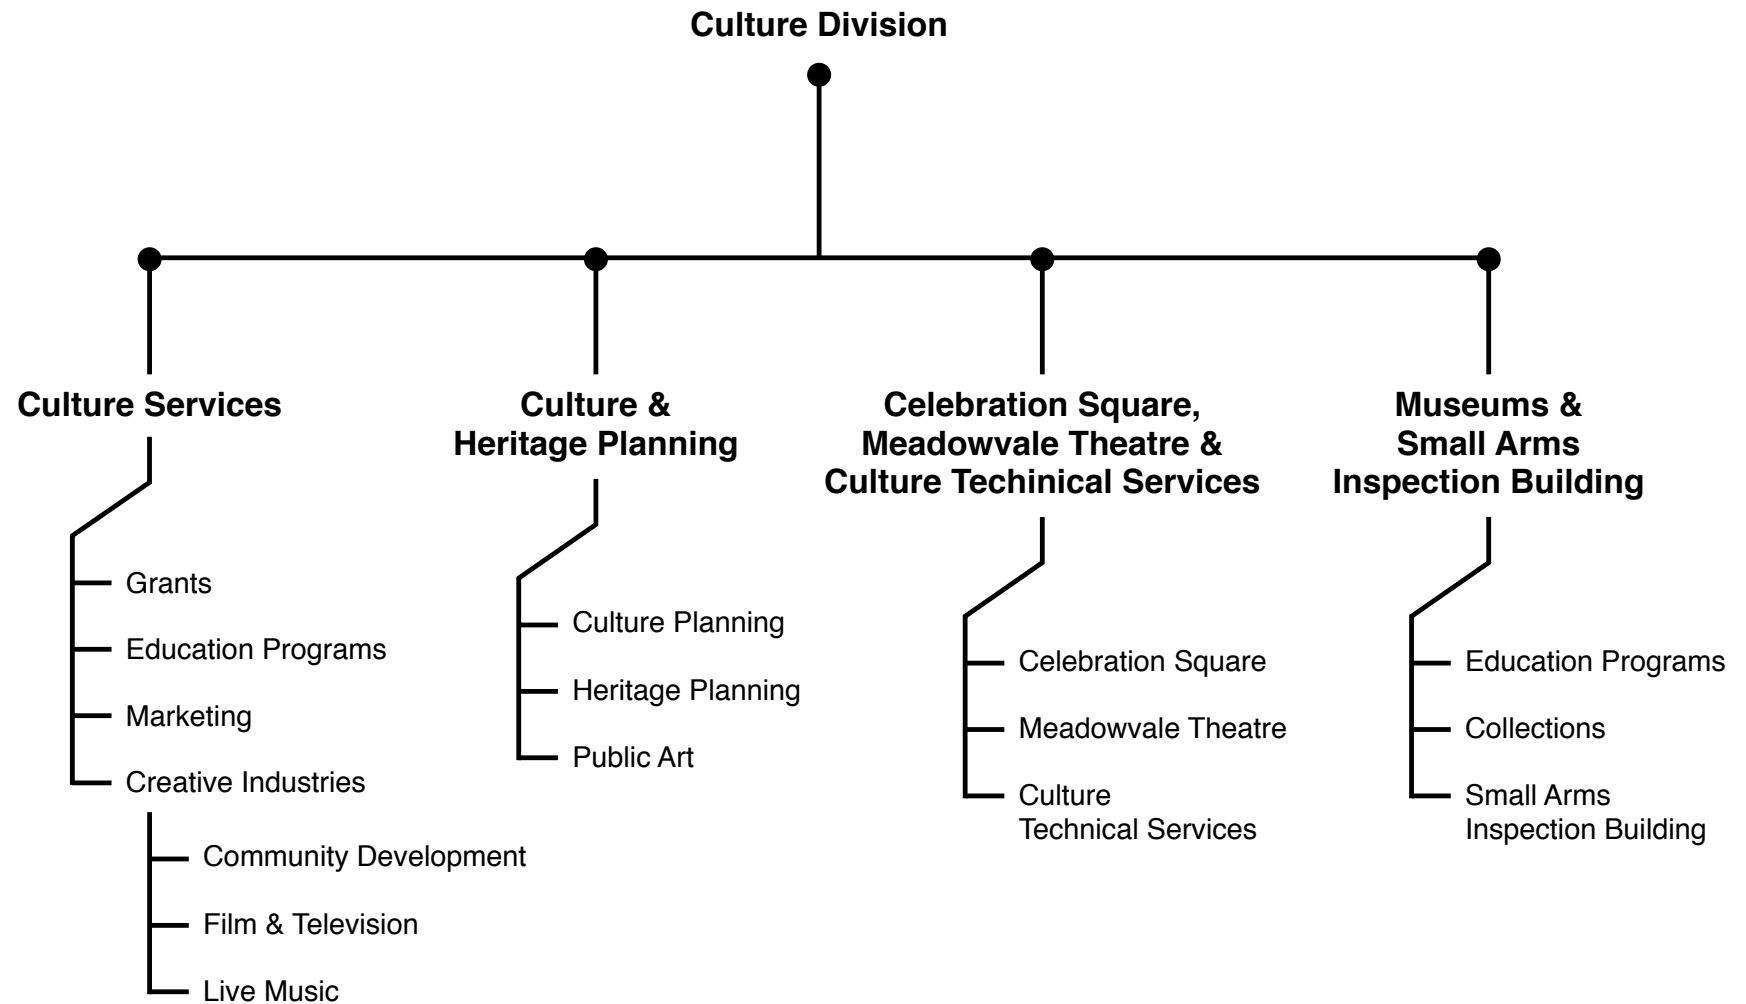 Culture Division
Culture Services
Grants
Education Programs
Marketing
Creative Industries
Community Development
Film & Television
Live Music
Culture &
Heritage Planning
Culture Planning
Heritage Planning
Public Art
Celebration Square,
Meadowvale Theatre &
Culture Techinical Services
Celebration Square
Meadowvale Theatre
Culture
Technical Services
Museums &
Small Arms
Inspection Building
Education Programs
Collections
Small Arms
Inspection Building